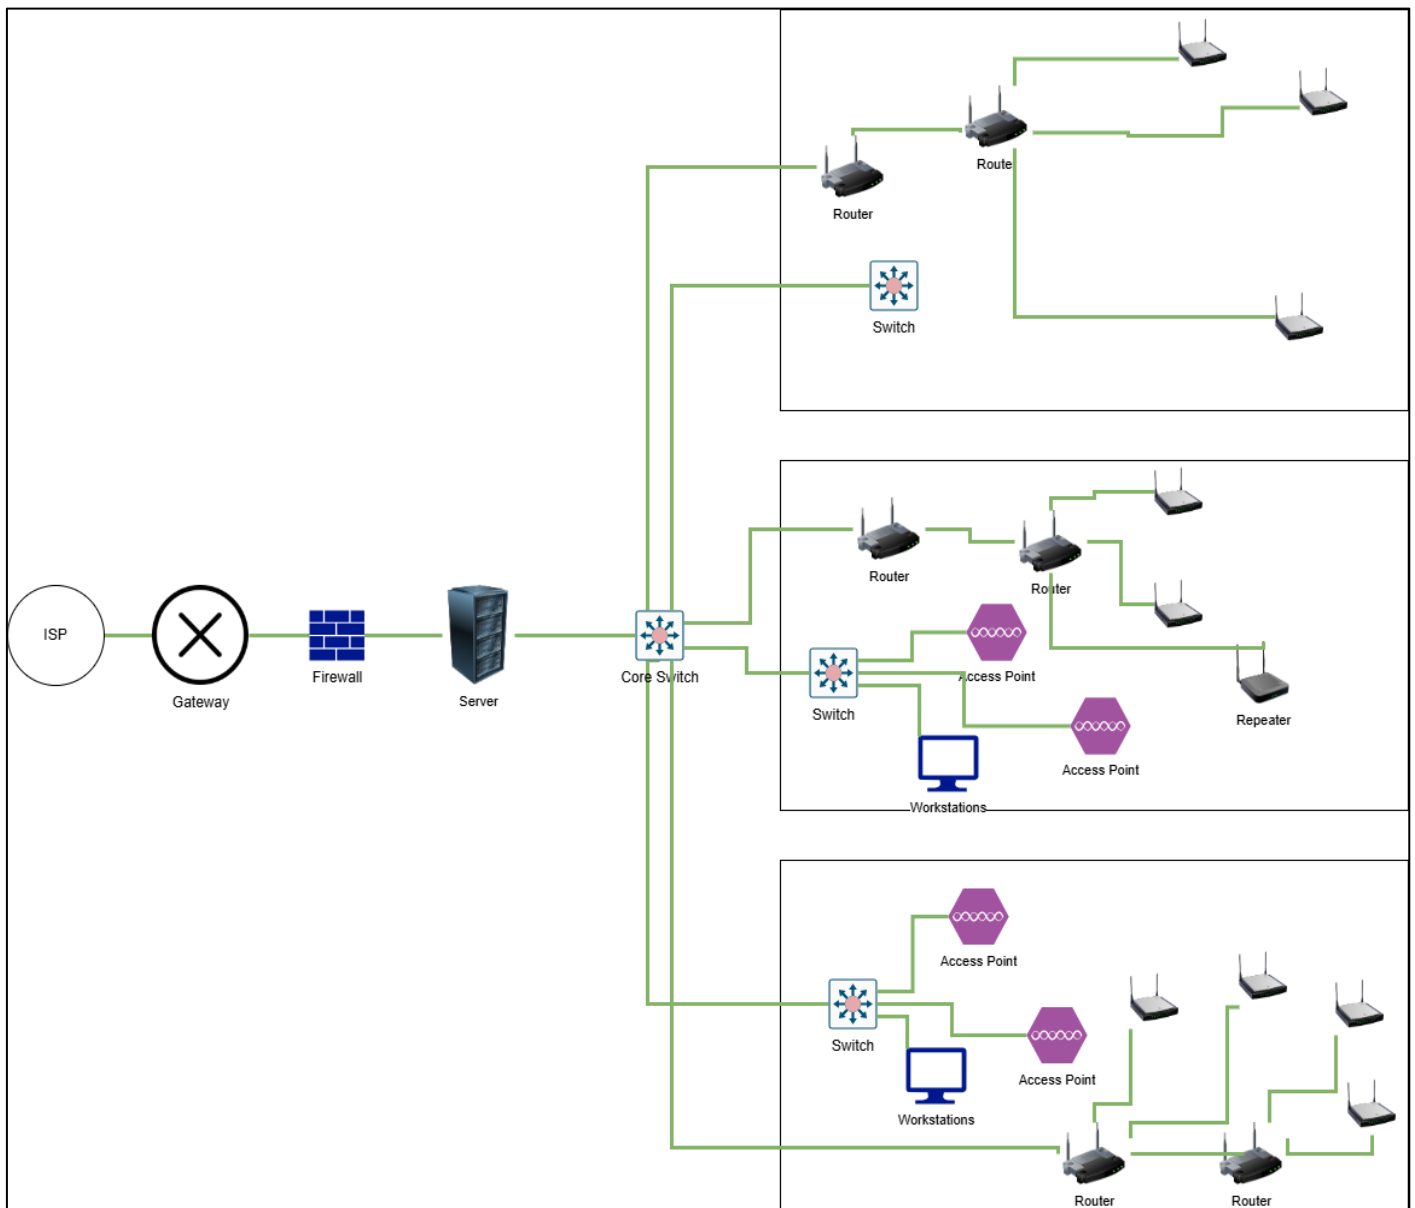 Route
Router
Switch
Router
Router
ISP
Gateway
Firewall
Server
Core Switch
Access Point
Switch
Repeater
Access Point
Workstations
Access Point
Switch
Access Point
Workstations
Router
Router